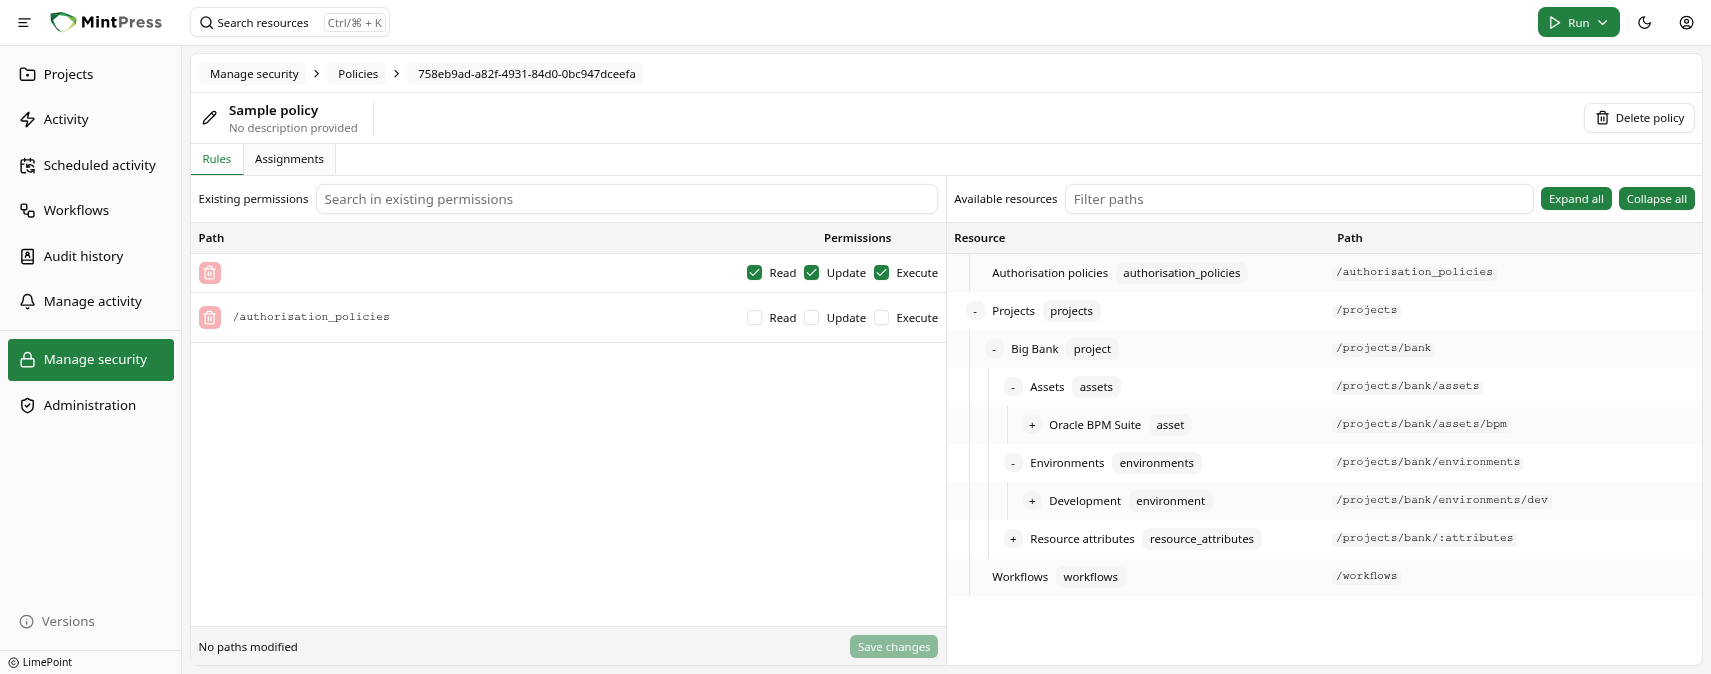 MintPress
Search resources Ctrl/⌘ + K
Run
Projects
Activity
Scheduled activity
Workflows
Audit history
Manage activity
Manage security
Administration
Versions
© LimePoint
Manage security > Policies > 758eb9ad-a82f-4931-84d0-0bc947dceefa
Sample policy
No description provided
Delete policy
Rules Assignments
Existing permissions Search in existing permissions
Path Permissions
Read Update Execute
/authorisation_policies Read Update Execute
No paths modified Save changes
Available resources Filter paths Expand all Collapse all
Resource Path
Authorisation policies authorisation_policies /authorisation_policies
- Projects projects /projects
- Big Bank project /projects/bank
- Assets assets /projects/bank/assets
+ Oracle BPM Suite asset /projects/bank/assets/bpm
- Environments environments /projects/bank/environments
+ Development environment /projects/bank/environments/dev
+ Resource attributes resource_attributes /projects/bank/:attributes
Workflows workflows /workflows